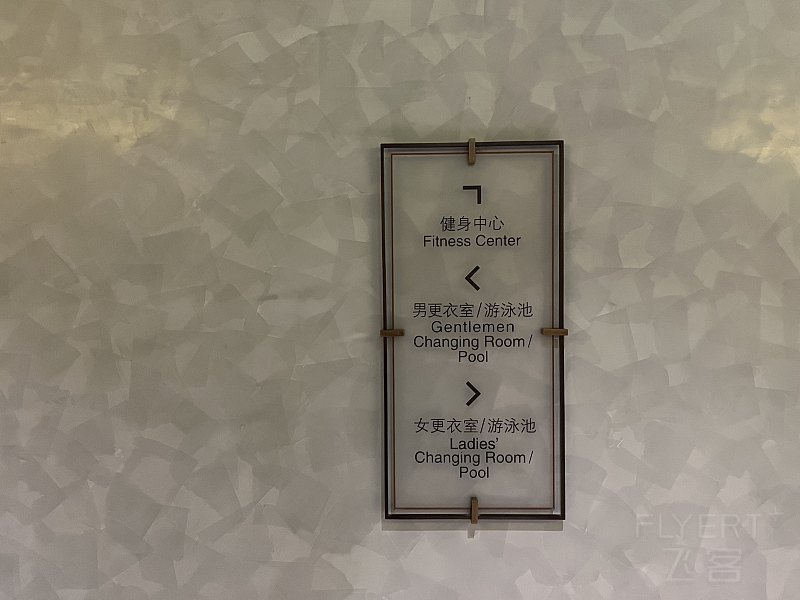 健身中心
Fitness Center
男更衣室/游泳池
Gentlemen
Changing Room/
Pool
女更衣室/游泳池
Ladies'
Changing Room/
Pool
FLYERT
飞客